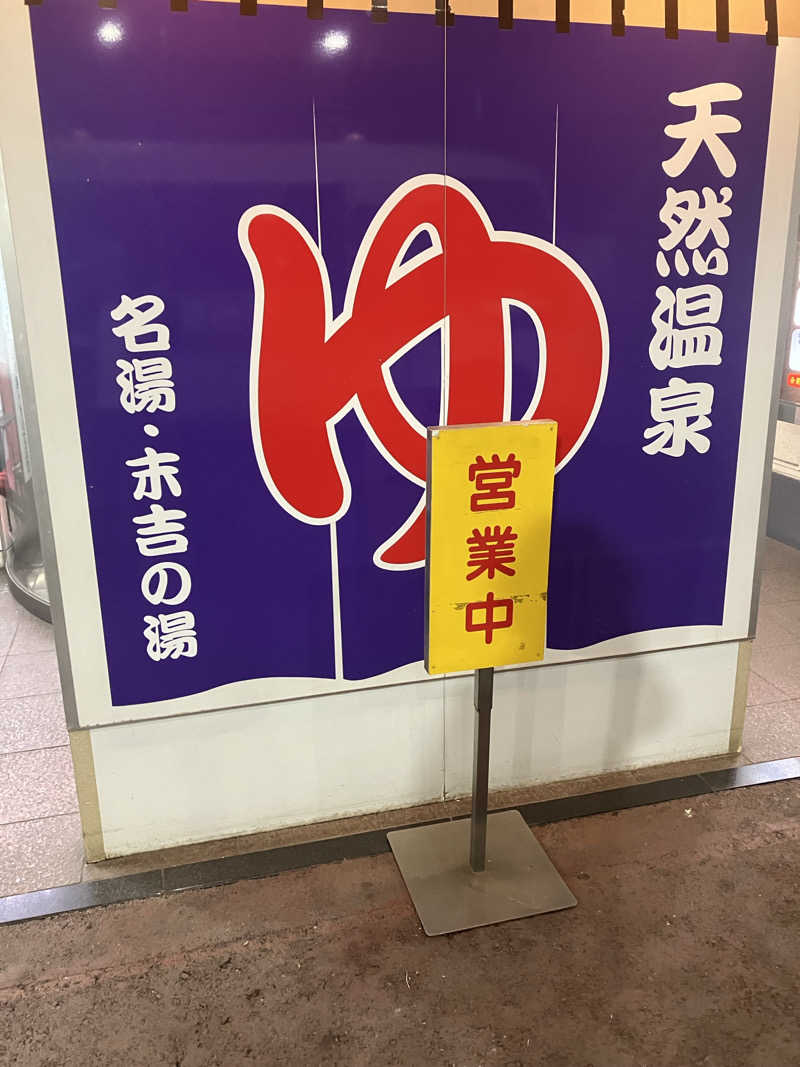 天然温泉
ゆ
名湯・末吉の湯
営業中